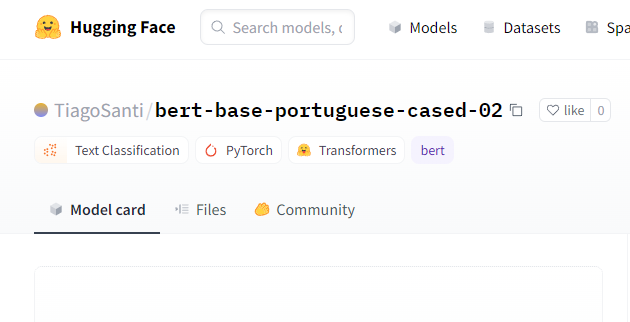 Hugging Face Search models, Models Datasets
TiagoSanti/bert-base-portuguese-cased-02 like 0
Text Classification PyTorch Transformers bert
Model card Files Community